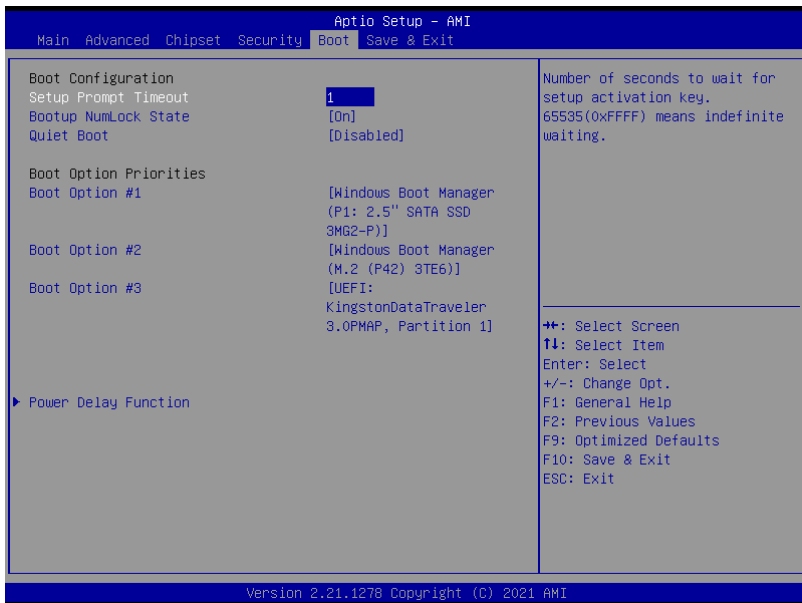 Aptio Setup - AMI
Main Advanced Chipset Security Boot Save & Exit
Boot Configuration
Setup Prompt Timeout 1
Bootup NumLock State [On]
Quiet Boot [Disabled]
Boot Option Priorities
Boot Option #1 [Windows Boot Manager
(P1: 2.5" SATA SSD
3MG2-P)]
Boot Option #2 [Windows Boot Manager
(M.2 (P42) 3TE6)]
Boot Option #3 [UEFI:
KingstonDataTraveler
3.0PMAP, Partition 1]
Power Delay Function
Number of seconds to wait for
setup activation key.
65535(0xFFFF) means indefinite
waiting.
→←: Select Screen
↑↓: Select Item
Enter: Select
+/-: Change Opt.
F1: General Help
F2: Previous Values
F9: Optimized Defaults
F10: Save & Exit
ESC: Exit
Version 2.21.1278 Copyright (C) 2021 AMI